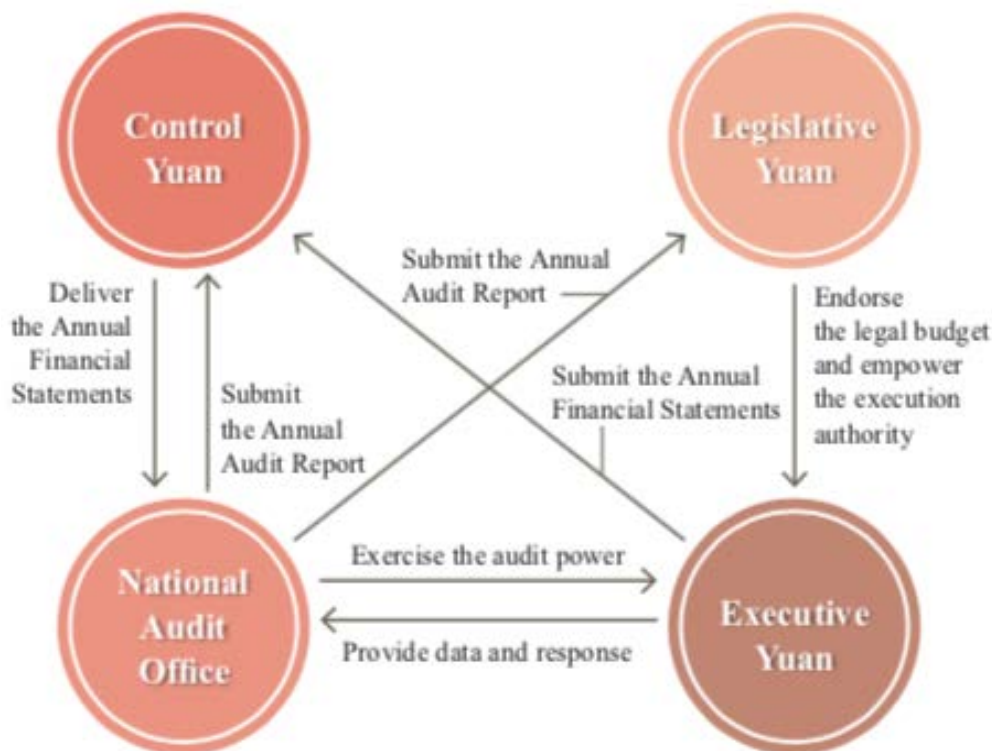 Control
Yuan
Legislative
Yuan
Submit the Annual
Audit Report
Deliver
the Annual
Financial
Statements
Endorse
the legal budget
and empower
the execution
authority
Submit
the Annual
Audit Report
Submit the Annual
Financial Statements
Exercise the audit power
Provide data and response
National
Audit
Office
Executive
Yuan